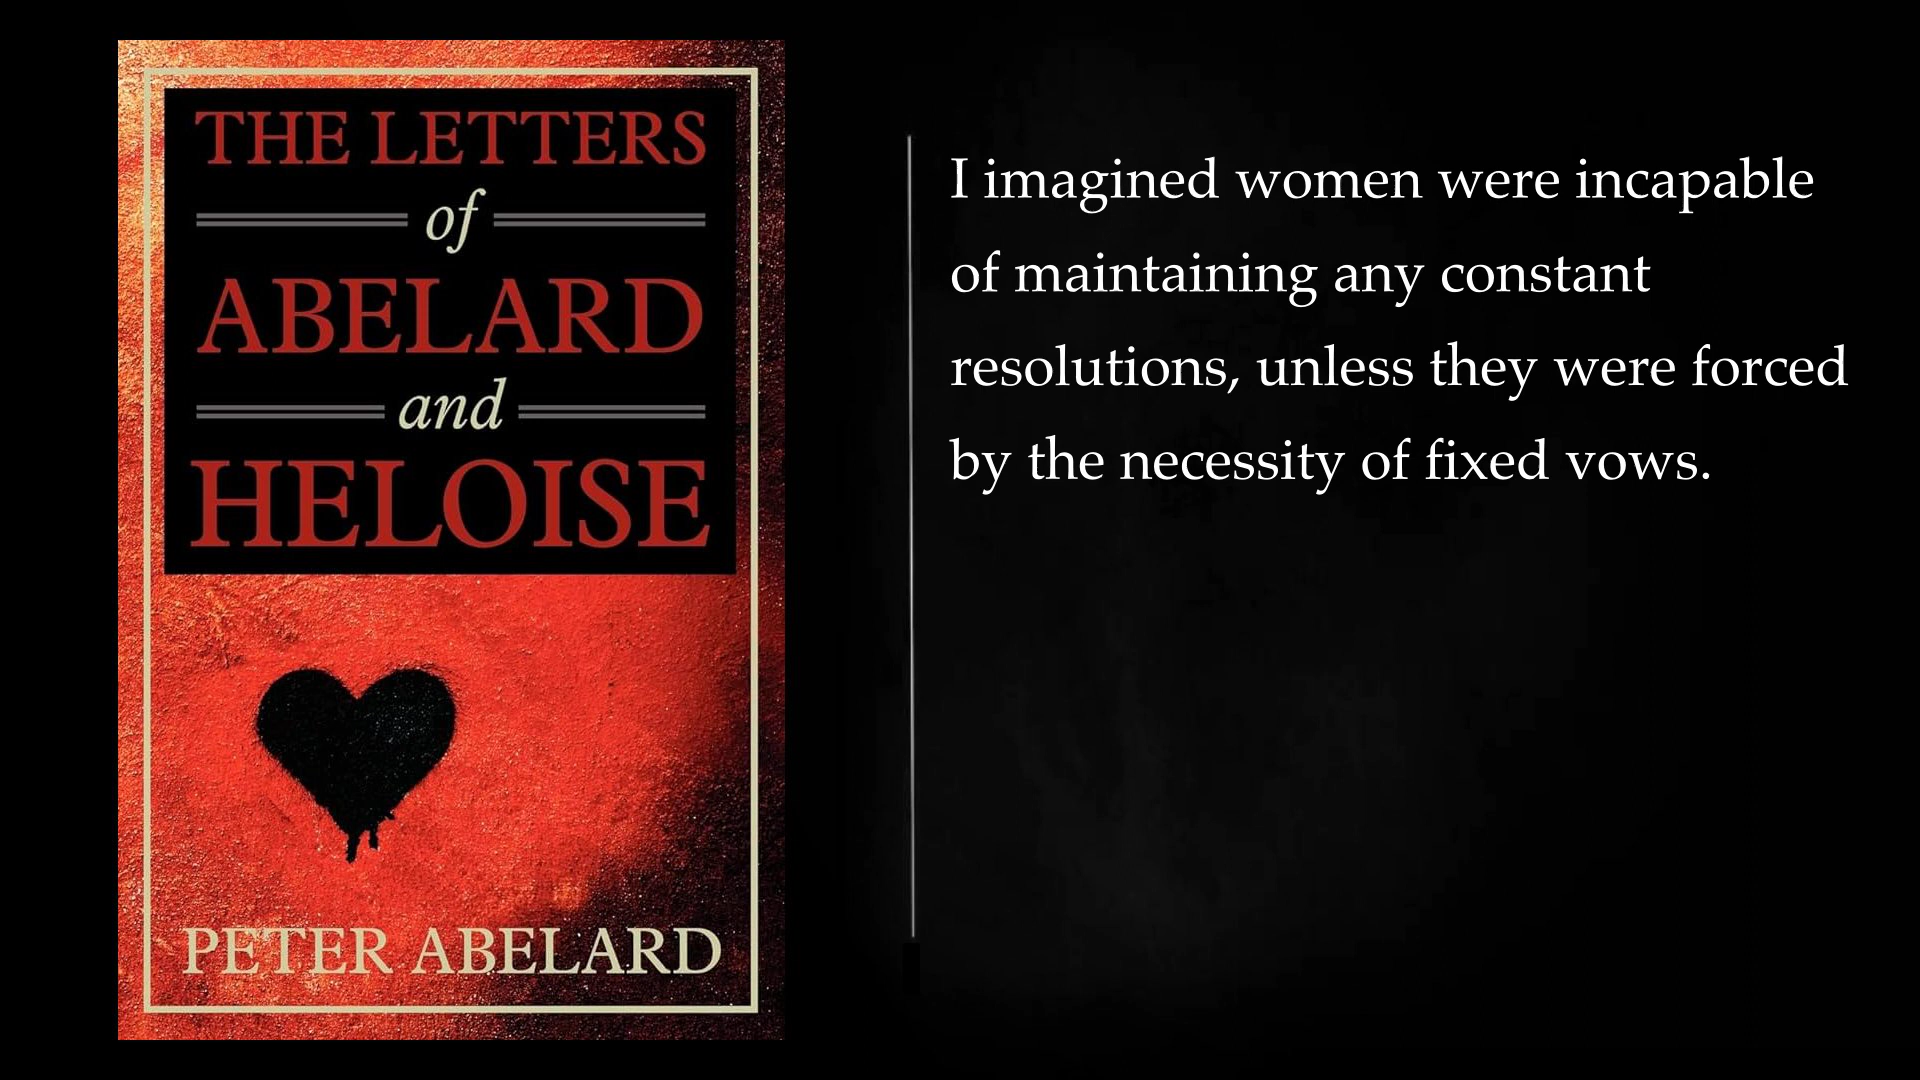 THE LETTERS
of
ABELARD
and
HELOISE
PETER ABELARD
I imagined women were incapable
of maintaining any constant
resolutions, unless they were forced
by the necessity of fixed vows.